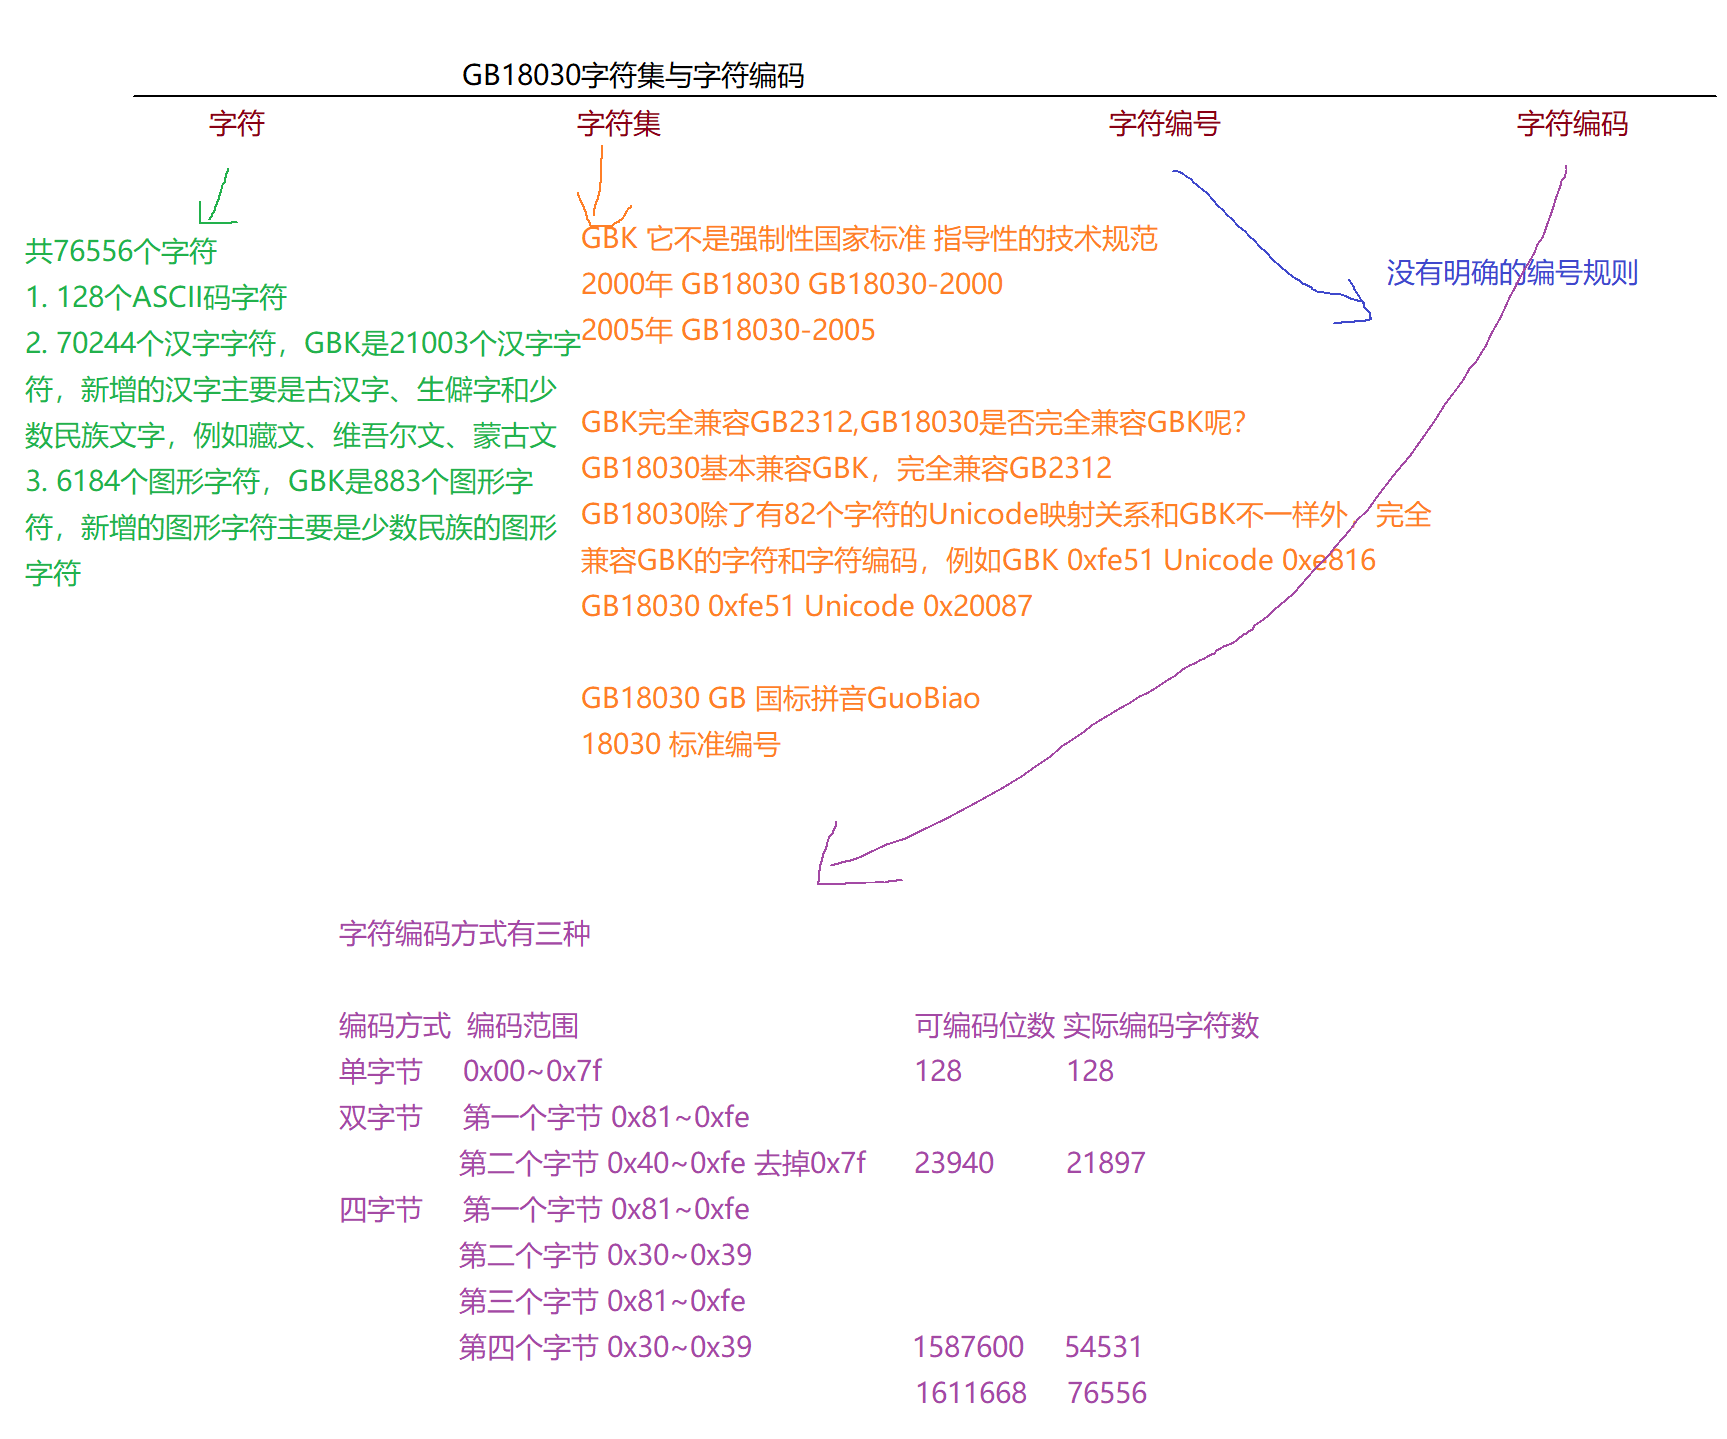 GB18030字符集与字符编码
字符 字符集 字符编号 字符编码
共76556个字符
1. 128个ASCII码字符
2. 70244个汉字字符，GBK是21003个汉字字
符，新增的汉字主要是古汉字、生僻字和少
数民族文字，例如藏文、维吾尔文、蒙古文
3. 6184个图形字符，GBK是883个图形字
符，新增的图形字符主要是少数民族的图形
字符
GBK 它不是强制性国家标准 指导性的技术规范
2000年 GB18030 GB18030-2000
2005年 GB18030-2005
GBK完全兼容GB2312,GB18030是否完全兼容GBK呢?
GB18030基本兼容GBK，完全兼容GB2312
GB18030除了有82个字符的Unicode映射关系和GBK不一样外，完全
兼容GBK的字符和字符编码，例如GBK 0xfe51 Unicode 0xe816
GB18030 0xfe51 Unicode 0x20087
GB18030 GB 国标拼音GuoBiao
18030 标准编号
没有明确的编号规则
字符编码方式有三种
编码方式 编码范围 可编码位数 实际编码字符数
单字节 0x00~0x7f 128 128
双字节 第一个字节 0x81~0xfe
第二个字节 0x40~0xfe 去掉0x7f 23940 21897
四字节 第一个字节 0x81~0xfe
第二个字节 0x30~0x39
第三个字节 0x81~0xfe
第四个字节 0x30~0x39 1587600 54531
1611668 76556